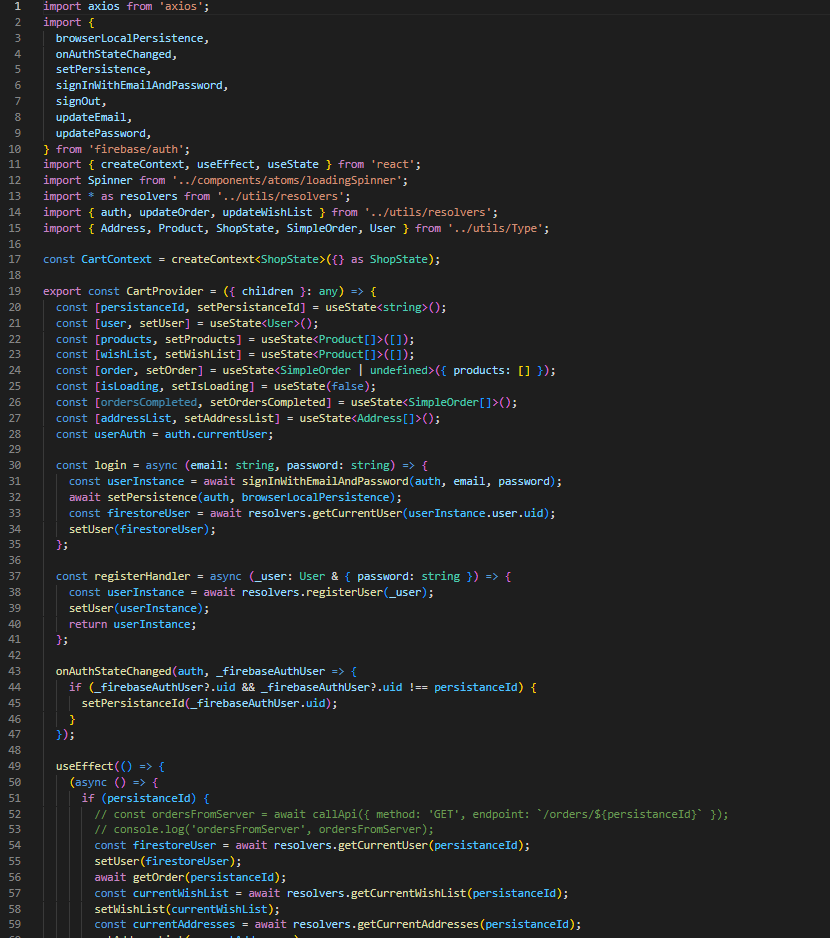 1 import axios from 'axios';
2 import {
3 browserLocalPersistence,
4 onAuthStateChanged,
5 setPersistence,
6 signInWithEmailAndPassword,
7 signOut,
8 updateEmail,
9 updatePassword,
10 } from 'firebase/auth';
11 import { createContext, useEffect, useState } from 'react';
12 import Spinner from '../components/atoms/loadingSpinner';
13 import * as resolvers from '../utils/resolvers';
14 import { auth, updateOrder, updateWishList } from '../utils/resolvers';
15 import { Address, Product, ShopState, SimpleOrder, User } from '../utils/Type';
16
17 const CartContext = createContext<ShopState>({} as ShopState);
18
19 export const CartProvider = ({ children }: any) => {
20 const [persistanceId, setPersistanceId] = useState<string>();
21 const [user, setUser] = useState<User>();
22 const [products, setProducts] = useState<Product[]>([]);
23 const [wishList, setWishList] = useState<Product[]>([]);
24 const [order, setOrder] = useState<SimpleOrder | undefined>({ products: [] });
25 const [isLoading, setIsLoading] = useState(false);
26 const [ordersCompleted, setOrdersCompleted] = useState<SimpleOrder[]>();
27 const [addressList, setAddressList] = useState<Address[]>();
28 const userAuth = auth.currentUser;
29
30 const login = async (email: string, password: string) => {
31 const userInstance = await signInWithEmailAndPassword(auth, email, password);
32 await setPersistence(auth, browserLocalPersistence);
33 const firestoreUser = await resolvers.getCurrentUser(userInstance.user.uid);
34 setUser(firestoreUser);
35 };
36
37 const registerHandler = async (_user: User & { password: string }) => {
38 const userInstance = await resolvers.registerUser(_user);
39 setUser(userInstance);
40 return userInstance;
41 };
42
43 onAuthStateChanged(auth, _firebaseAuthUser => {
44 if (_firebaseAuthUser?.uid && _firebaseAuthUser?.uid !== persistanceId) {
45 setPersistanceId(_firebaseAuthUser.uid);
46 }
47 });
48
49 useEffect(() => {
50 (async () => {
51 if (persistanceId) {
52 // const ordersFromServer = await callApi({ method: 'GET', endpoint: `/orders/${persistanceId}` });
53 // console.log('ordersFromServer', ordersFromServer);
54 const firestoreUser = await resolvers.getCurrentUser(persistanceId);
55 setUser(firestoreUser);
56 await getOrder(persistanceId);
57 const currentWishList = await resolvers.getCurrentWishList(persistanceId);
58 setWishList(currentWishList);
59 const currentAddresses = await resolvers.getCurrentAddresses(persistanceId);